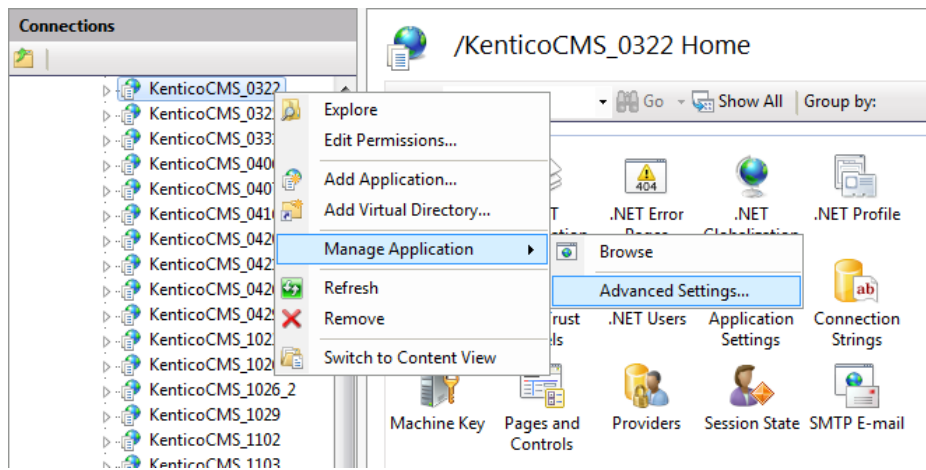 Connections
KenticoCMS_0322
KenticoCMS_1026_2
KenticoCMS_1029
KenticoCMS_1102
KenticoCMS_1103
Explore
Edit Permissions...
Add Application...
Add Virtual Directory...
Manage Application
Refresh
Remove
Switch to Content View
Browse
Advanced Settings...
/KenticoCMS_0322 Home
Go
Show All
Group by:
404
.NET Error
.NET
.NET Profile
ab
.NET Users
Application
Settings
Connection
Strings
Machine Key
Pages and
Controls
Providers
Session State
SMTP E-mail